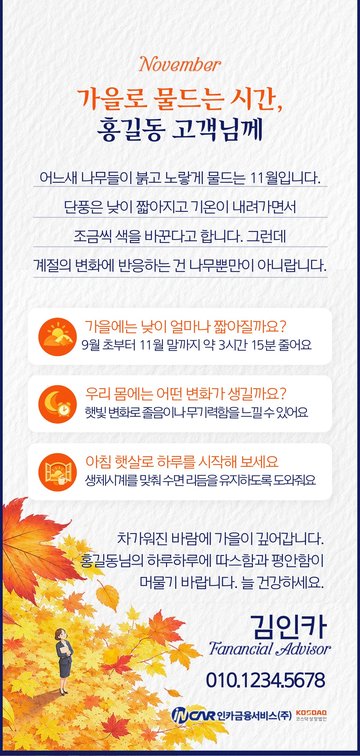 November
가을로 물드는 시간,
홍길동 고객님께
어느새 나무들이 붉고 노랗게 물드는 11월입니다.
단풍은 낮이 짧아지고 기온이 내려가면서
조금씩 색을 바꾼다고 합니다. 그런데
계절의 변화에 반응하는 건 나무뿐만이 아니랍니다.
가을에는 낮이 얼마나 짧아질까요?
9월 초부터 11월 말까지 약 3시간 15분 줄어요
우리 몸에는 어떤 변화가 생길까요?
햇빛 변화로 졸음이나 무기력함을 느낄 수 있어요
아침 햇살로 하루를 시작해 보세요
생체시계를 맞춰 수면 리듬을 유지하도록 도와줘요
차가워진 바람에 가을이 깊어갑니다.
홍길동님의 하루하루에 따스함과 평안함이
머물기 바랍니다. 늘 건강하세요.
김인카
Fanancial Advisor
010.1234.5678
INCAR 인카금융서비스(주) KOSDAQ
코스닥 상장법인